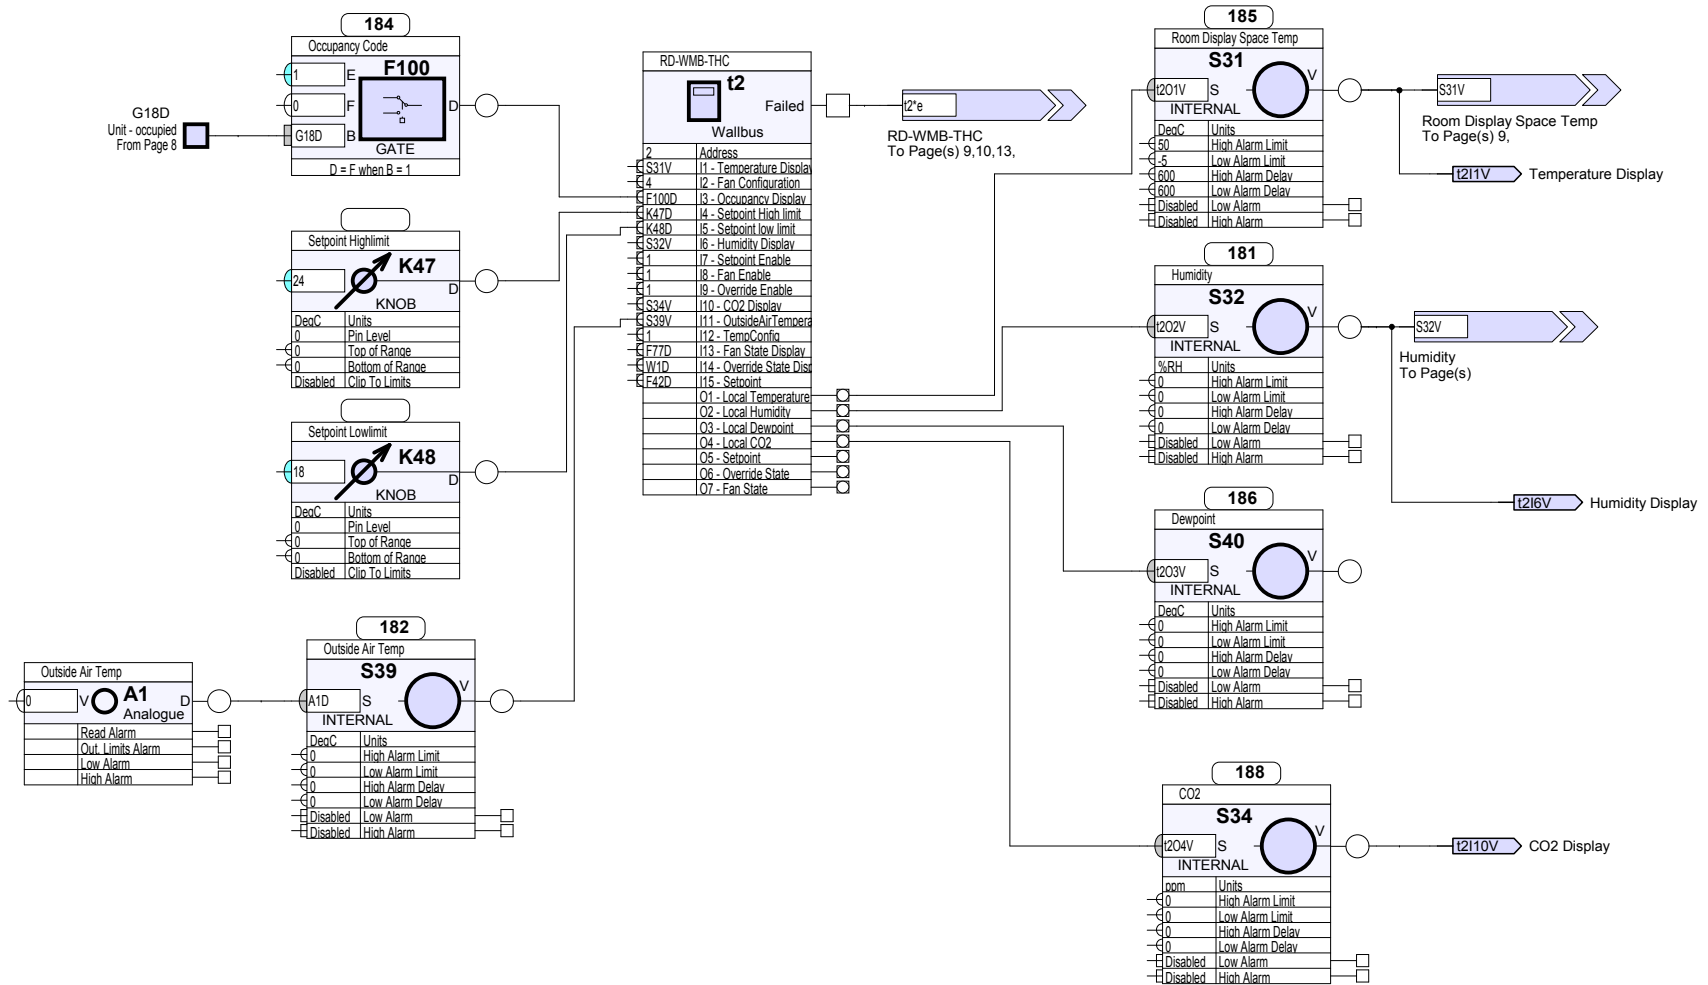 184
Occupancy Code
F100
1 E
0 F D
G18D B
GATE
D = F when B = 1
G18D
Unit - occupied
From Page 8
Setpoint Highlimit
K47
24 D
KNOB
DegC Units
0 Pin Level
0 Top of Range
0 Bottom of Range
Disabled Clip To Limits
Setpoint Lowlimit
K48
18 D
KNOB
DegC Units
0 Pin Level
0 Top of Range
0 Bottom of Range
Disabled Clip To Limits
Outside Air Temp
A1
0 V D
Analogue
Read Alarm
Out. Limits Alarm
Low Alarm
High Alarm
182
Outside Air Temp
S39
V
A1D S
INTERNAL
DegC Units
0 High Alarm Limit
0 Low Alarm Limit
0 High Alarm Delay
0 Low Alarm Delay
Disabled Low Alarm
Disabled High Alarm
RD-WMB-THC
t2
Failed
Wallbus
2 Address
S31V I1 - Temperature Display
4 I2 - Fan Configuration
F100D I3 - Occupancy Display
K47D I4 - Setpoint High limit
K48D I5 - Setpoint low limit
S32V I6 - Humidity Display
1 I7 - Setpoint Enable
1 I8 - Fan Enable
1 I9 - Override Enable
S34V I10 - CO2 Display
S39V I11 - OutsideAirTempera
1 I12 - TempConfig
F77D I13 - Fan State Display
W1D I14 - Override State Disp
F42D I15 - Setpoint
O1 - Local Temperature
O2 - Local Humidity
O3 - Local Dewpoint
O4 - Local CO2
O5 - Setpoint
O6 - Override State
O7 - Fan State
t2*e
RD-WMB-THC
To Page(s) 9,10,13,
185
Room Display Space Temp
S31
V
t2O1V S
INTERNAL
DegC Units
50 High Alarm Limit
-5 Low Alarm Limit
600 High Alarm Delay
600 Low Alarm Delay
Disabled Low Alarm
Disabled High Alarm
S31V
Room Display Space Temp
To Page(s) 9,
t2I1V Temperature Display
181
Humidity
S32
V
t2O2V S
INTERNAL
%RH Units
0 High Alarm Limit
0 Low Alarm Limit
0 High Alarm Delay
0 Low Alarm Delay
Disabled Low Alarm
Disabled High Alarm
S32V
Humidity
To Page(s)
t2I6V Humidity Display
186
Dewpoint
S40
V
t2O3V S
INTERNAL
DegC Units
0 High Alarm Limit
0 Low Alarm Limit
0 High Alarm Delay
0 Low Alarm Delay
Disabled Low Alarm
Disabled High Alarm
188
CO2
S34
V
t2O4V S
INTERNAL
ppm Units
0 High Alarm Limit
0 Low Alarm Limit
0 High Alarm Delay
0 Low Alarm Delay
Disabled Low Alarm
Disabled High Alarm
t2I10V CO2 Display